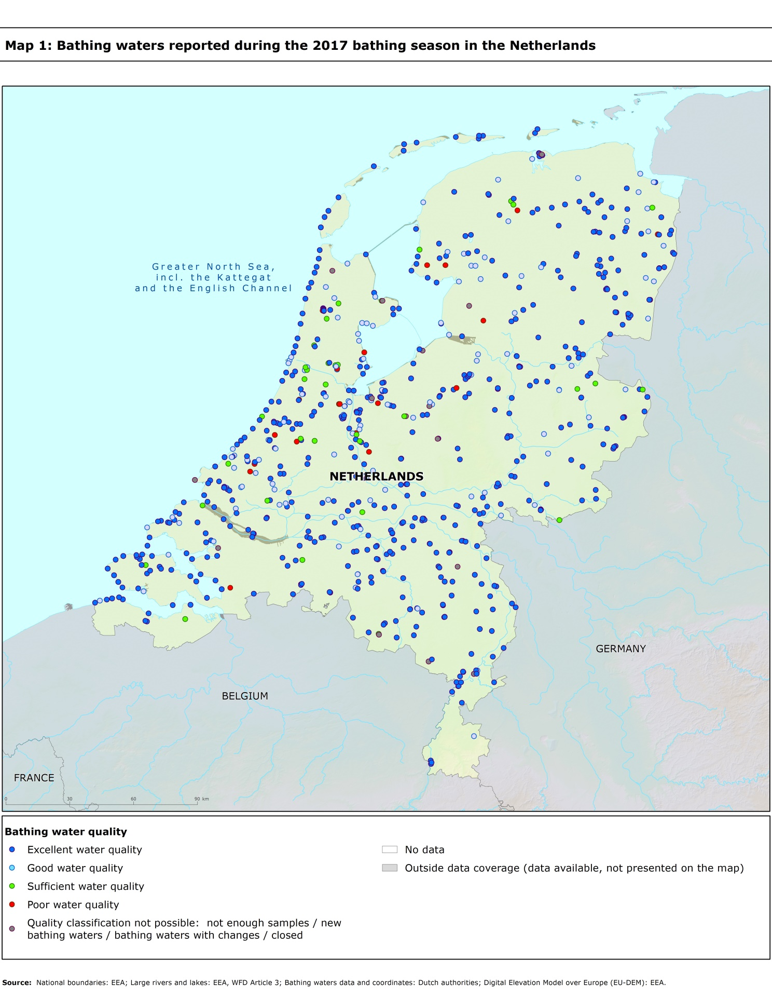 Map 1: Bathing waters reported during the 2017 bathing season in the Netherlands
Greater North Sea,
incl. the Kattegat
and the English Channel
NETHERLANDS
GERMANY
BELGIUM
FRANCE
0 30 60 90 km
Bathing water quality
Excellent water quality
Good water quality
Sufficient water quality
Poor water quality
Quality classification not possible: not enough samples / new
bathing waters / bathing waters with changes / closed
No data
Outside data coverage (data available, not presented on the map)
Source: National boundaries: EEA; Large rivers and lakes: EEA, WFD Article 3; Bathing waters data and coordinates: Dutch authorities; Digital Elevation Model over Europe (EU-DEM): EEA.